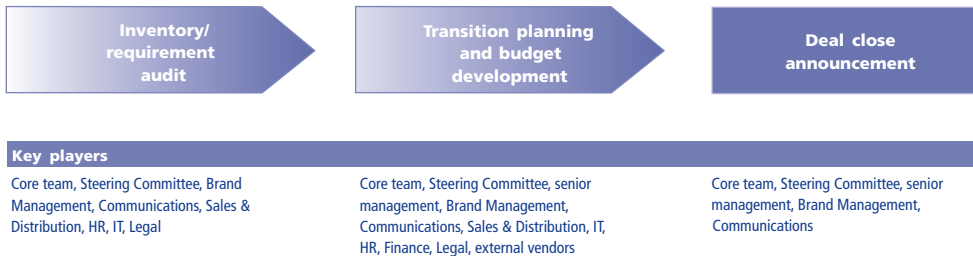 Inventory/
requirement
audit
Transition planning
and budget
development
Deal close
announcement
Key players
Core team, Steering Committee, Brand
Management, Communications, Sales &
Distribution, HR, IT, Legal
Core team, Steering Committee, senior
management, Brand Management,
Communications, Sales & Distribution, IT,
HR, Finance, Legal, external vendors
Core team, Steering Committee, senior
management, Brand Management,
Communications